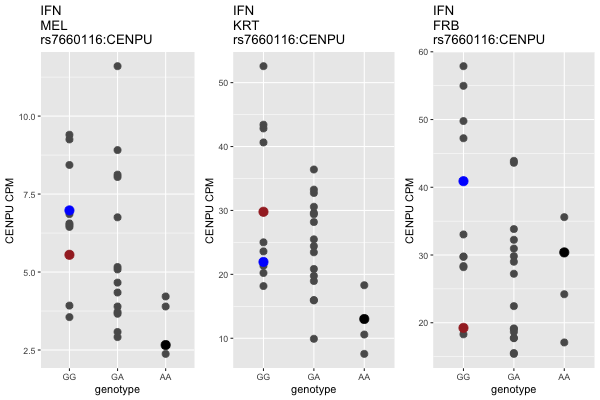 IFN
MEL
rs7660116:CENPU
CENPU CPM
10.0
7.5
5.0
2.5
GG GA AA
genotype
IFN
KRT
rs7660116:CENPU
CENPU CPM
50
40
30
20
10
GG GA AA
genotype
IFN
FRB
rs7660116:CENPU
CENPU CPM
60
50
40
30
20
GG GA AA
genotype